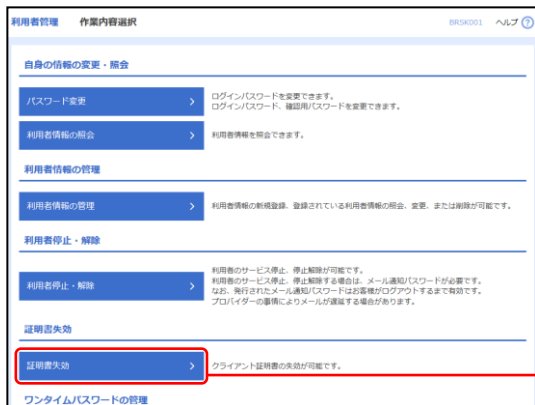 利用者管理 作業内容選択 BRSK001 ヘルプ ?
自身の情報の変更・照会
パスワード変更 >
ログインパスワードを変更できます。
ログインパスワード、確認用パスワードを変更できます。
利用者情報の照会 >
利用者情報を照会できます。
利用者情報の管理
利用者情報の管理 >
利用者情報の新規登録、登録されている利用者情報の照会、変更、または削除が可能です。
利用者停止・解除
利用者停止・解除 >
利用者のサービス停止、停止解除が可能です。
利用者のサービス停止、停止解除する場合は、メール通知パスワードが必要です。
なお、発行されたメール通知パスワードはお客様がログアウトするまで有効です。
プロバイダーの事情によりメールが遅延する場合があります。
証明書失効
証明書失効 >
クライアント証明書の失効が可能です。
ワンタイムパスワードの管理